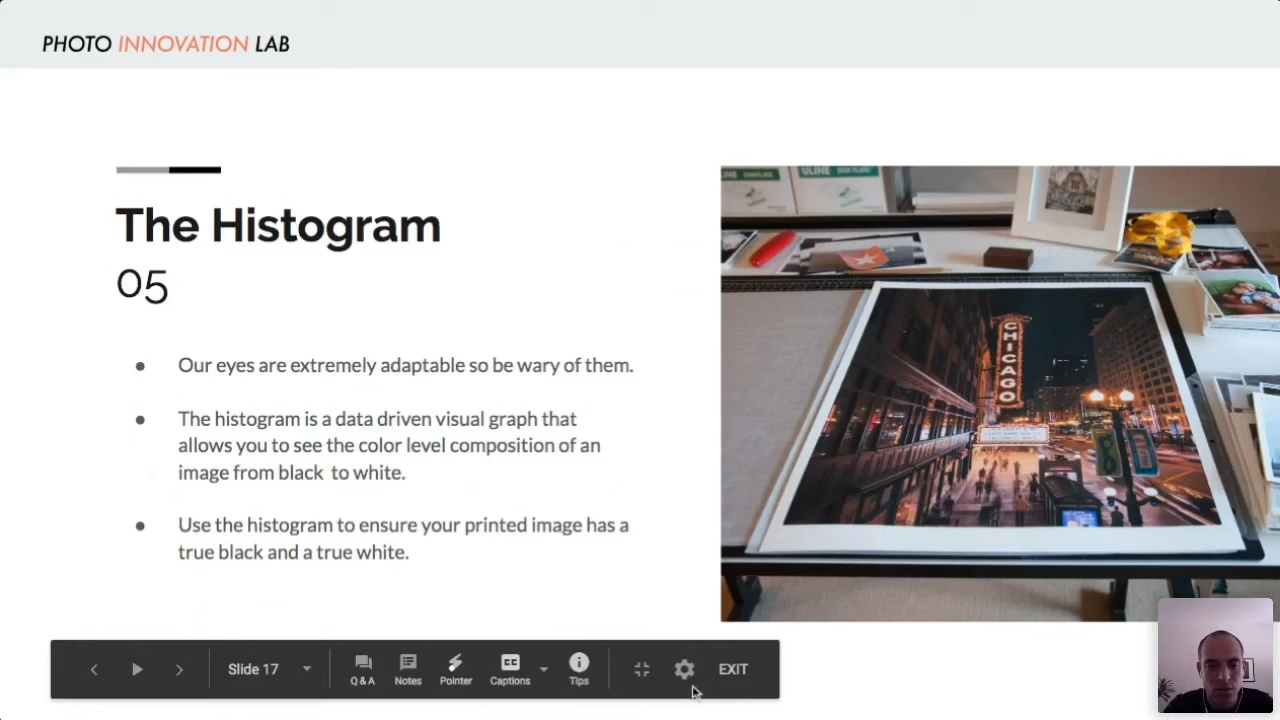 PHOTO INNOVATION LAB
The Histogram
05
● Our eyes are extremely adaptable so be wary of them.
● The histogram is a data driven visual graph that
allows you to see the color level composition of an
image from black to white.
● Use the histogram to ensure your printed image has a
true black and a true white.
ULINE
ULINE
CHICAGO
Slide 17
Q & A
Notes
Pointer
CC
Captions
Tips
EXIT